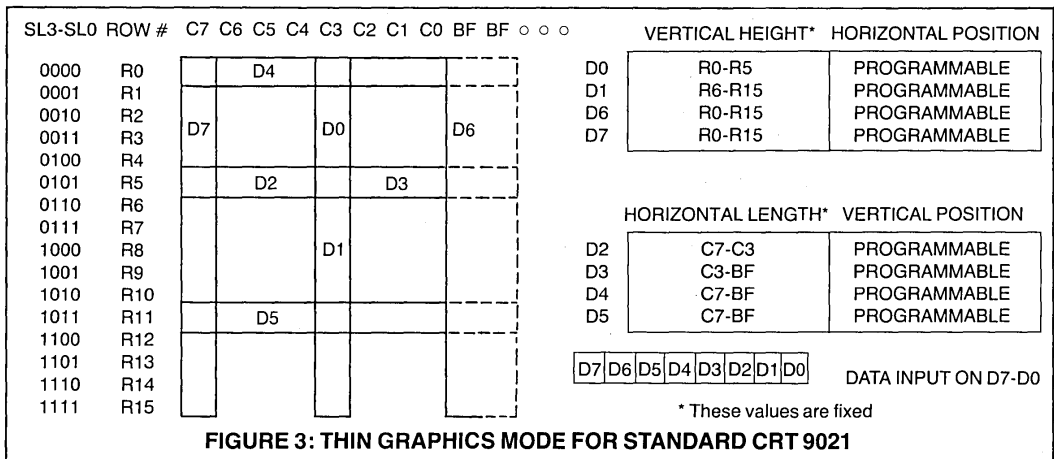 SL3-SL0 ROW # C7 C6 C5 C4 C3 C2 C1 C0 BF BF ○ ○ ○
0000 R0 D4
0001 R1
0010 R2
0011 R3 D7 D0 D6
0100 R4
0101 R5 D2 D3
0110 R6
0111 R7
1000 R8 D1
1001 R9
1010 R10
1011 R11 D5
1100 R12
1101 R13
1110 R14
1111 R15
VERTICAL HEIGHT* HORIZONTAL POSITION
D0 R0-R5 PROGRAMMABLE
D1 R6-R15 PROGRAMMABLE
D6 R0-R15 PROGRAMMABLE
D7 R0-R15 PROGRAMMABLE
HORIZONTAL LENGTH* VERTICAL POSITION
D2 C7-C3 PROGRAMMABLE
D3 C3-BF PROGRAMMABLE
D4 C7-BF PROGRAMMABLE
D5 C7-BF PROGRAMMABLE
D7 D6 D5 D4 D3 D2 D1 D0 DATA INPUT ON D7-D0
* These values are fixed
FIGURE 3: THIN GRAPHICS MODE FOR STANDARD CRT 9021